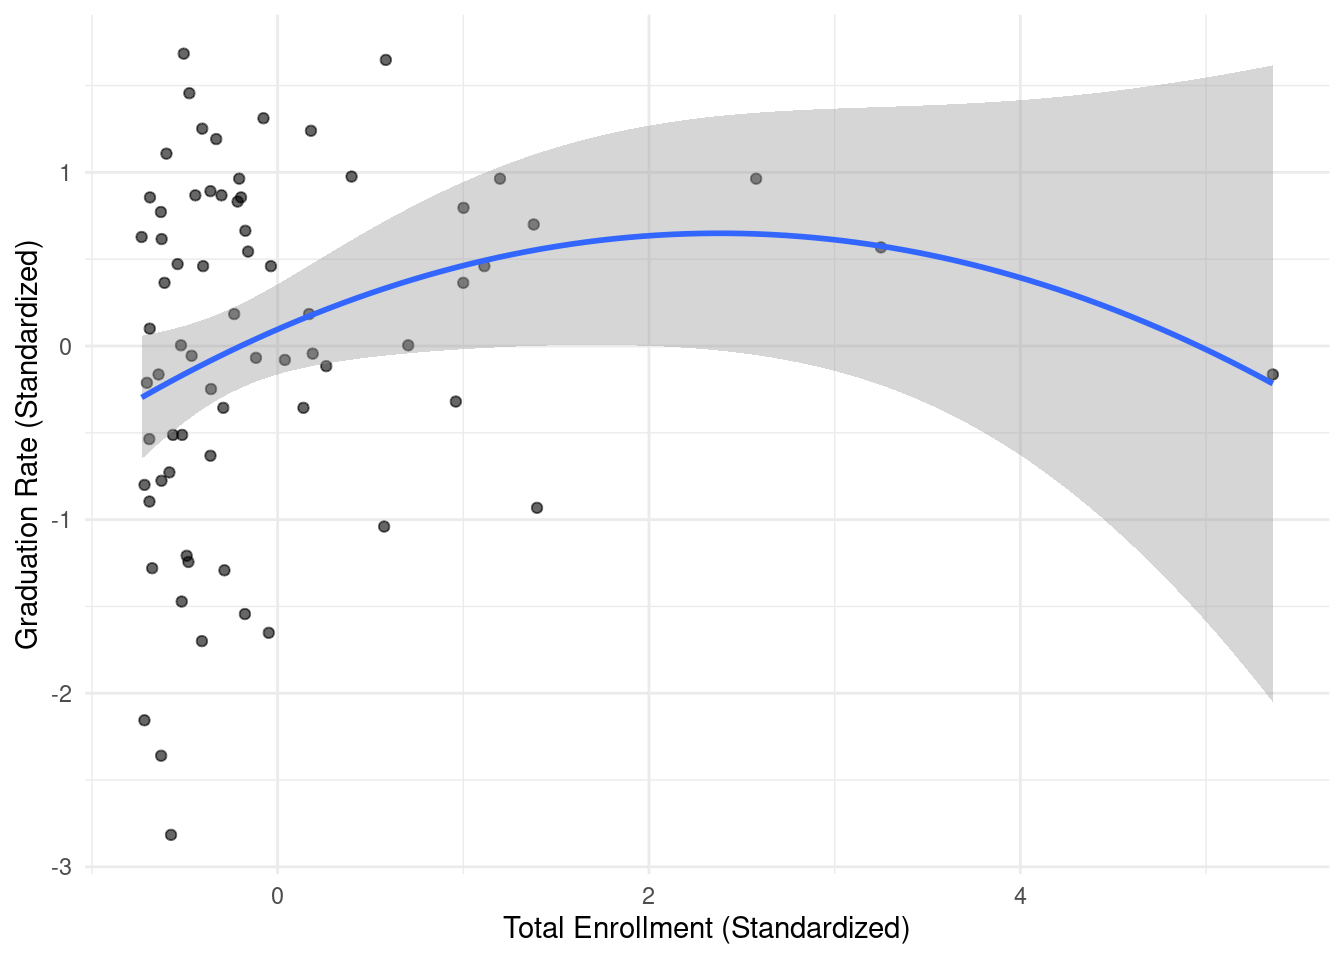 Graduation Rate (Standardized)
1
0
-1
-2
-3
0 2 4
Total Enrollment (Standardized)